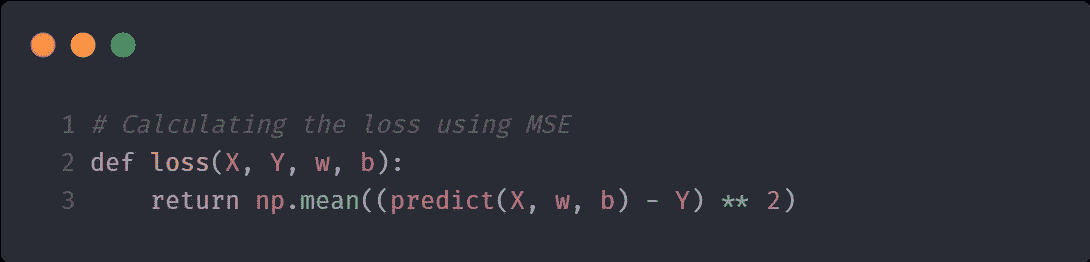 1 # Calculating the loss using MSE
2 def loss(X, Y, w, b):
3     return np.mean((predict(X, w, b) - Y) ** 2)